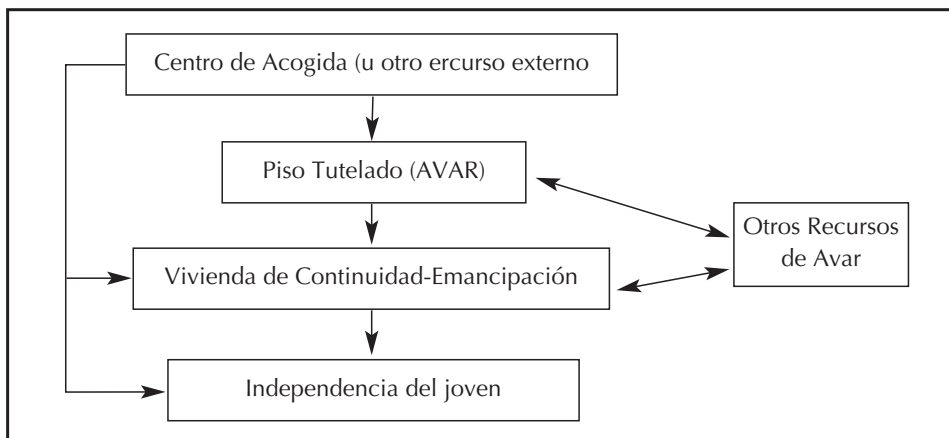 Centro de Acogida (u otro ercurso externo
Piso Tutelado (AVAR)
Otros Recursos
de Avar
Vivienda de Continuidad-Emancipación
Independencia del joven